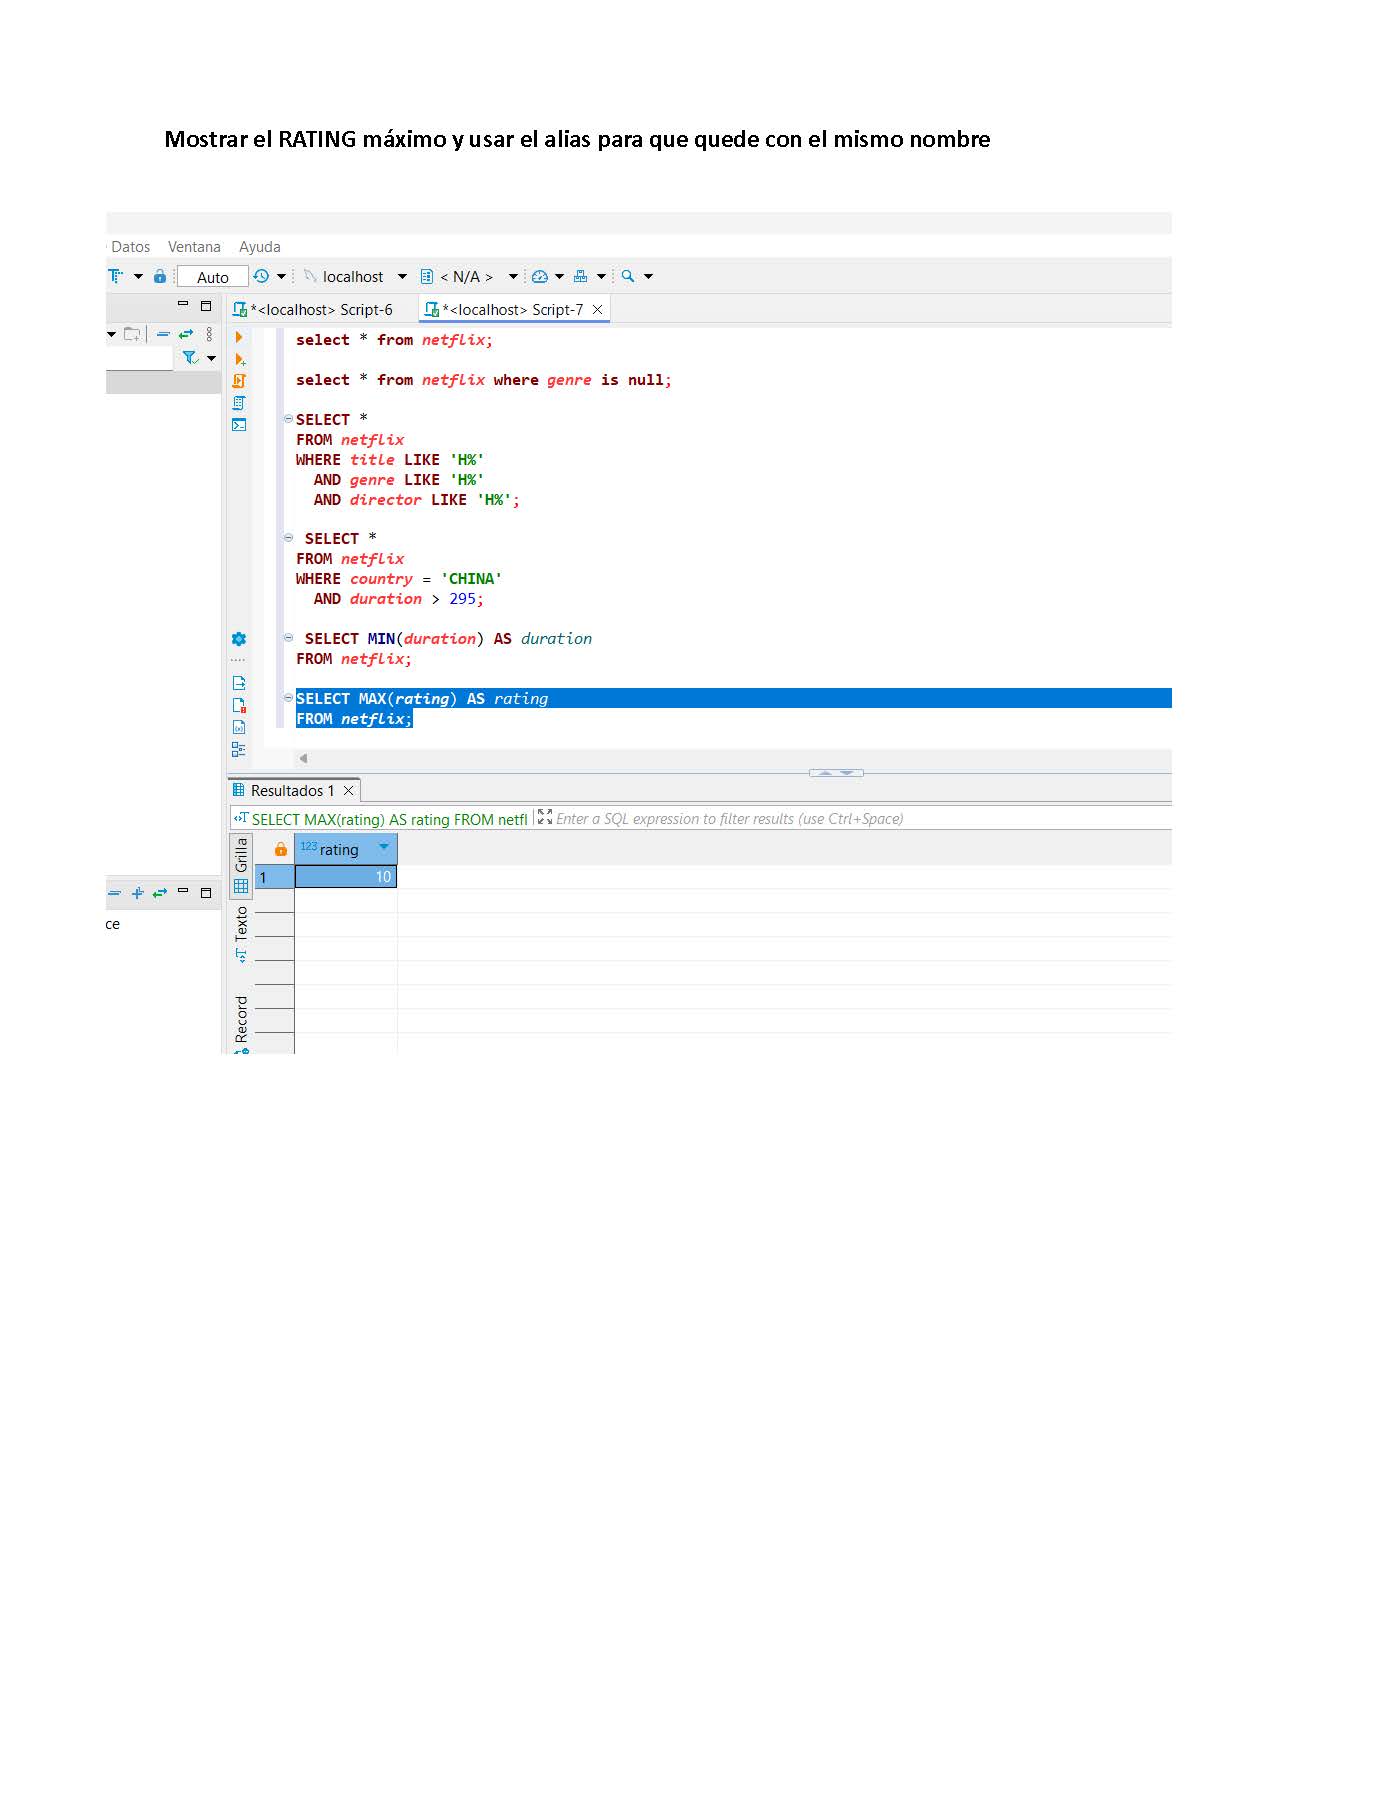 Mostrar el RATING máximo y usar el alias para que quede con el mismo nombre
Datos Ventana Ayuda
Auto localhost < N/A >
*<localhost> Script-6 *<localhost> Script-7
select * from netflix;
select * from netflix where genre is null;
SELECT *
FROM netflix
WHERE title LIKE 'H%'
AND genre LIKE 'H%'
AND director LIKE 'H%';
SELECT *
FROM netflix
WHERE country = 'CHINA'
AND duration > 295;
SELECT MIN(duration) AS duration
FROM netflix;
SELECT MAX(rating) AS rating
FROM netflix;
Resultados 1
SELECT MAX(rating) AS rating FROM netfl Enter a SQL expression to filter results (use Ctrl+Space)
Grilla
123 rating
1 10
ce
Texto
Record